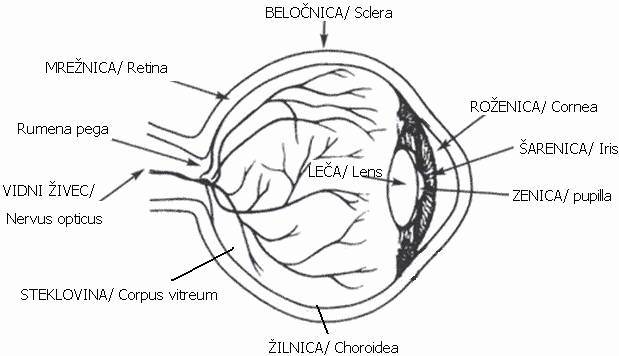 BELOČNICA/ Sclera
MREŽNICA/ Retina
ROŽENICA/ Cornea
Rumena pega
ŠARENICA/ Iris
LEČA/ Lens
VIDNI ŽIVEC/
Nervus opticus
ZENICA/ pupilla
STEKLOVINA/ Corpus vitreum
ŽILNICA/ Choroidea